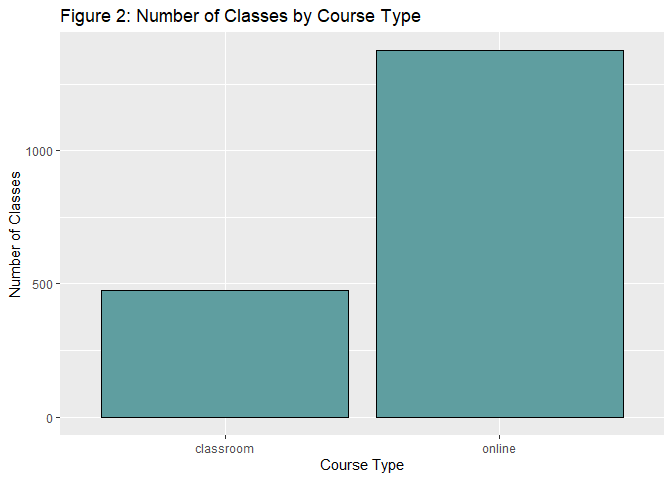 Figure 2: Number of Classes by Course Type
Number of Classes
1000
500
0
classroom
online
Course Type